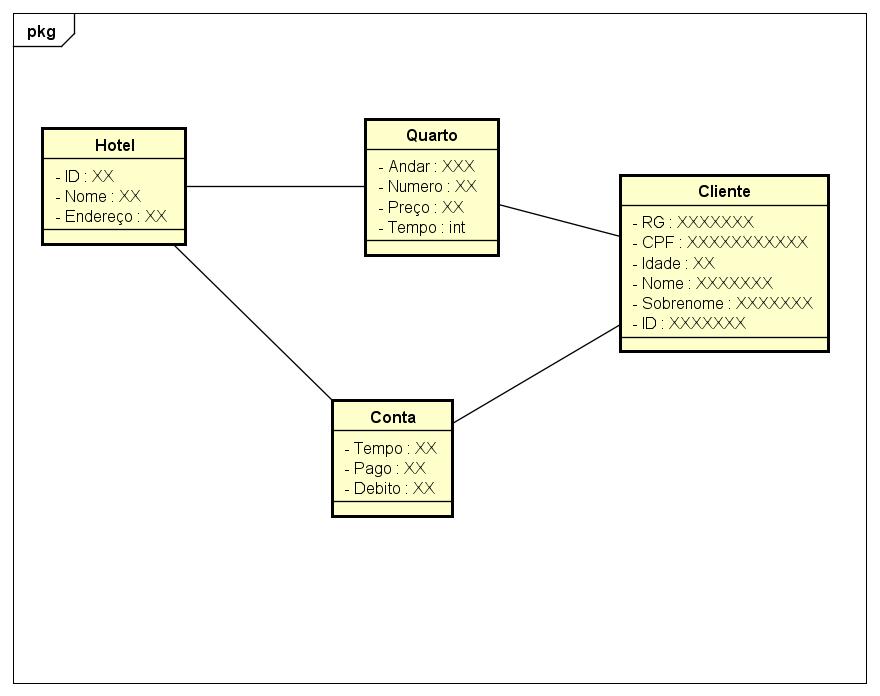 pkg
Hotel
- ID : XX
- Nome : XX
- Endereço : XX
Quarto
- Andar : XXX
- Numero : XX
- Preço : XX
- Tempo : int
Cliente
- RG : XXXXXXX
- CPF : XXXXXXXXXXX
- Idade : XX
- Nome : XXXXXXX
- Sobrenome : XXXXXXX
- ID : XXXXXXX
Conta
- Tempo : XX
- Pago : XX
- Debito : XX